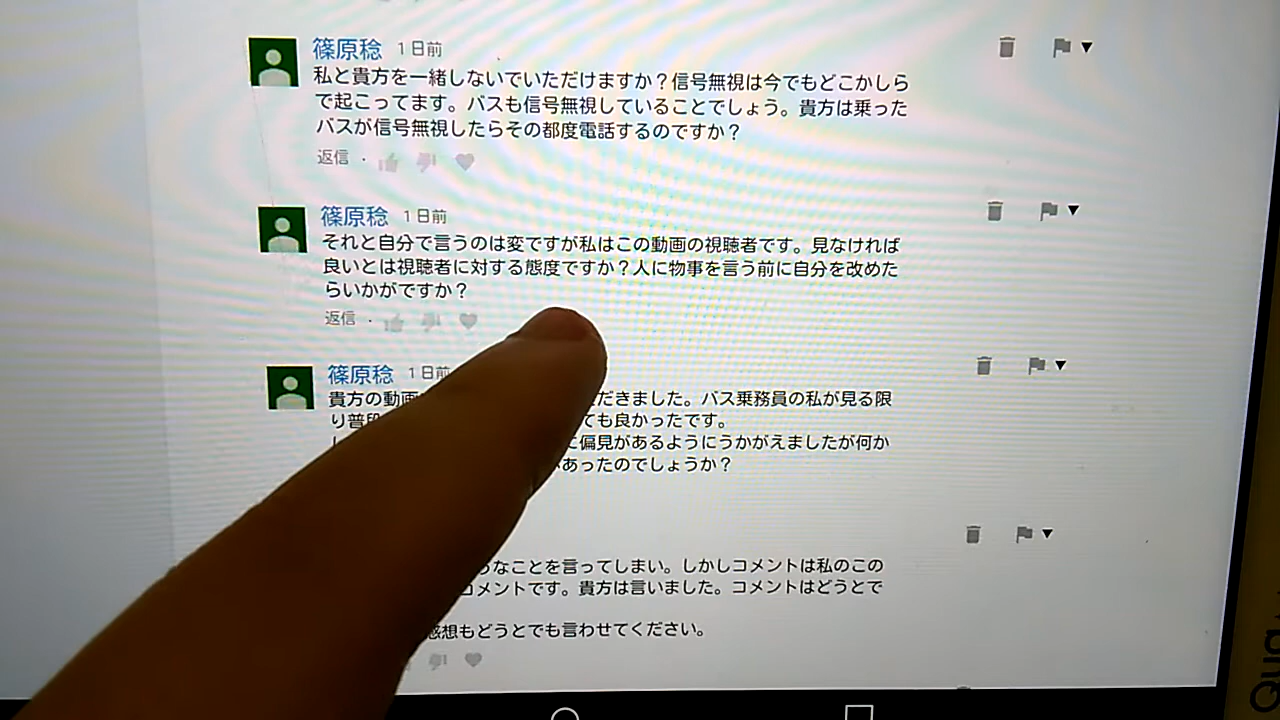 篠原稔 1日前
私と貴方を一緒しないでいただけますか？信号無視は今でもどこかしら
で起こってます。バスも信号無視していることでしょう。貴方は乗った
バスが信号無視したらその都度電話するのですか？
返信 ·
篠原稔 1日前
それと自分で言うのは変ですが私はこの動画の視聴者です。見なければ
良いとは視聴者に対する態度ですか？人に物事を言う前に自分を改めた
らいかがですか？
返信 ·
篠原稔 1日前
貴方の動画 だきました。バス乗務員の私が見る限
り普段 ても良かったです。
に偏見があるようにうかがえましたが何か
あったのでしょうか？
なことを言ってしまい。しかしコメントは私のこの
コメントです。貴方は言いました。コメントはどうとで
感想もどうとでも言わせてください。
Qua